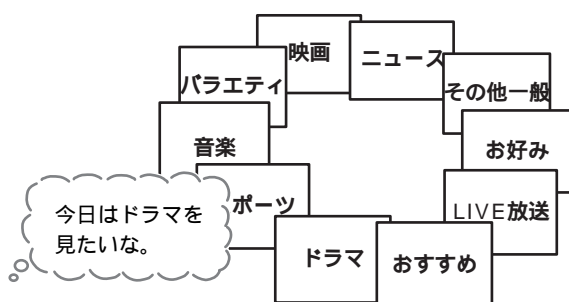 映画
ニュース
バラエティ
その他一般
音楽
お好み
ポーツ
LIVE放送
今日はドラマを
見たいな。
ドラマ
おすすめ